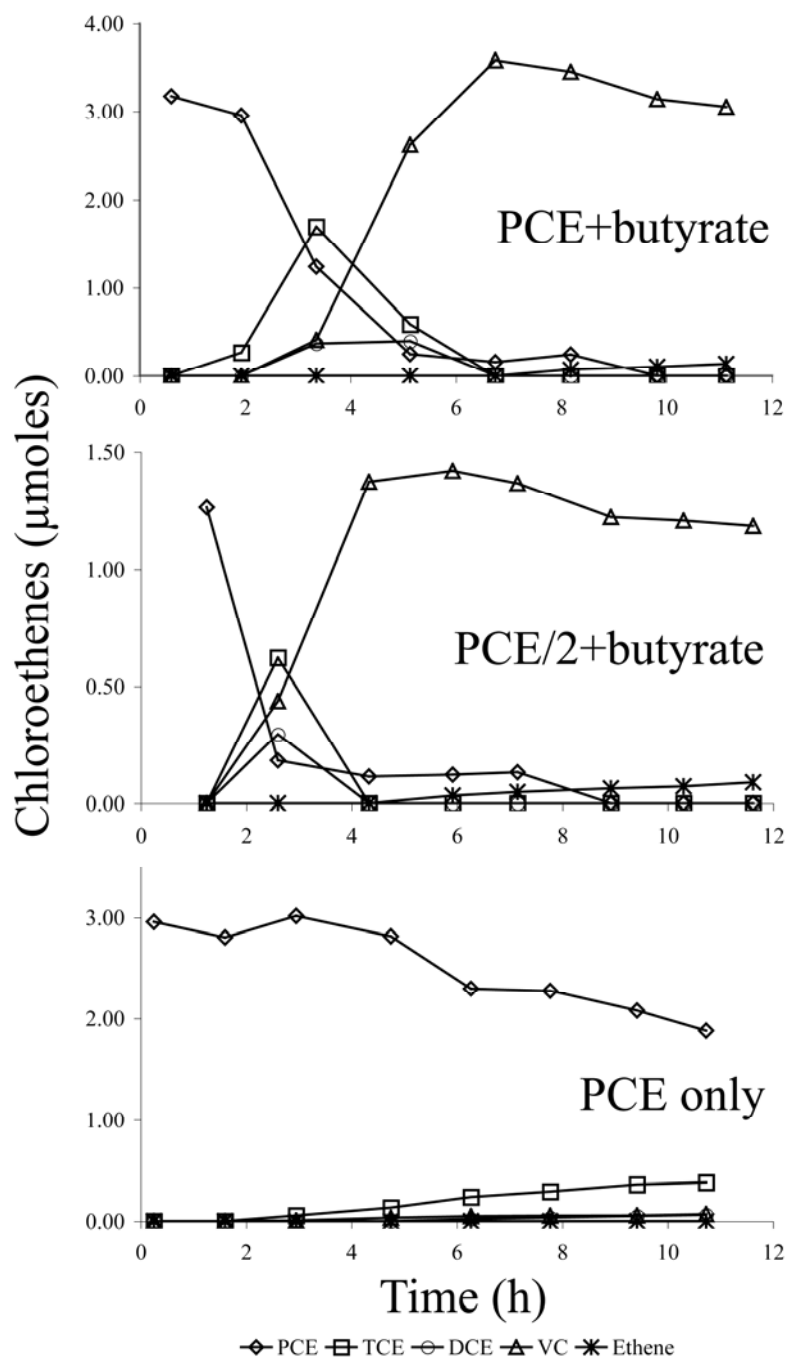 4.00
3.00
2.00
PCE+butyrate
1.00
0.00
0 2 4 6 8 10 12
Chloroethenes (µmoles)
1.50
1.00
PCE/2+butyrate
0.50
0.00
0 2 4 6 8 10 12
3.00
2.00
PCE only
1.00
0.00
0 2 4 6 8 10 12
Time (h)
PCE TCE DCE VC Ethene